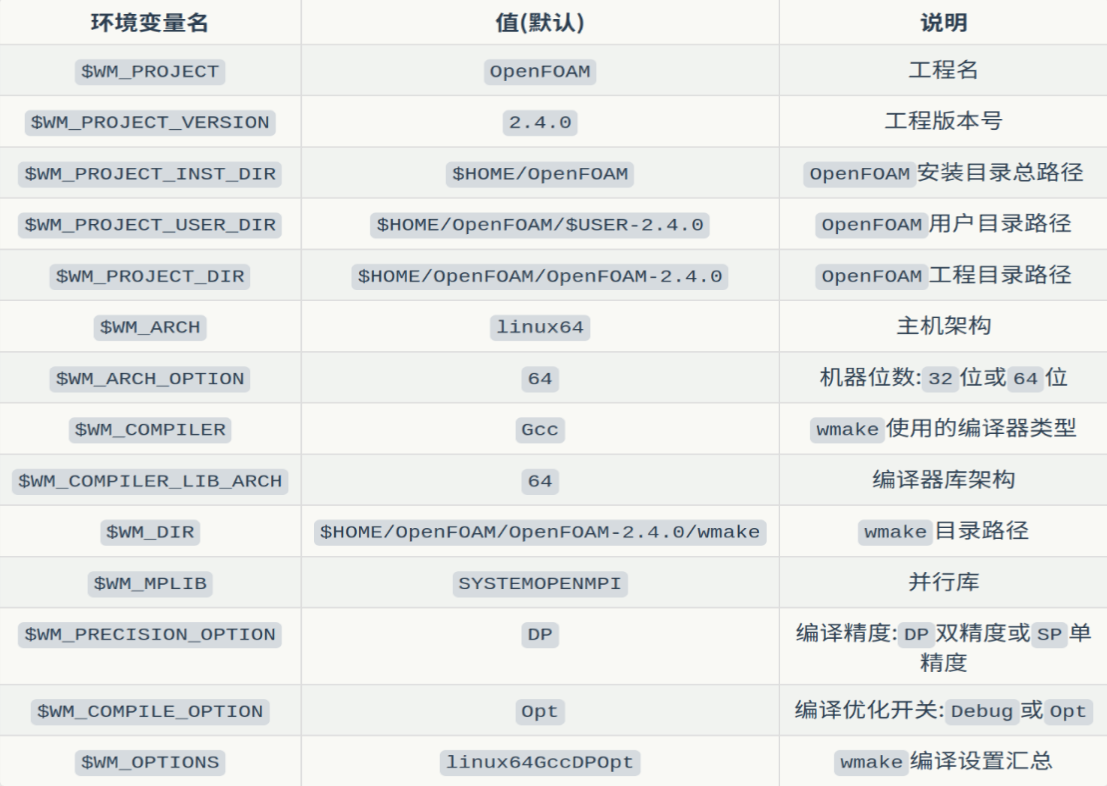 环境变量名 值(默认) 说明
$WM_PROJECT OpenFOAM 工程名
$WM_PROJECT_VERSION 2.4.0 工程版本号
$WM_PROJECT_INST_DIR $HOME/OpenFOAM OpenFOAM安装目录总路径
$WM_PROJECT_USER_DIR $HOME/OpenFOAM/$USER-2.4.0 OpenFOAM用户目录路径
$WM_PROJECT_DIR $HOME/OpenFOAM/OpenFOAM-2.4.0 OpenFOAM工程目录路径
$WM_ARCH linux64 主机架构
$WM_ARCH_OPTION 64 机器位数:32位或64位
$WM_COMPILER Gcc wmake使用的编译器类型
$WM_COMPILER_LIB_ARCH 64 编译器库架构
$WM_DIR $HOME/OpenFOAM/OpenFOAM-2.4.0/wmake wmake目录路径
$WM_MPLIB SYSTEMOPENMPI 并行库
$WM_PRECISION_OPTION DP 编译精度:DP双精度或SP单
精度
$WM_COMPILE_OPTION Opt 编译优化开关:Debug或Opt
$WM_OPTIONS linux64GccDPOpt wmake编译设置汇总